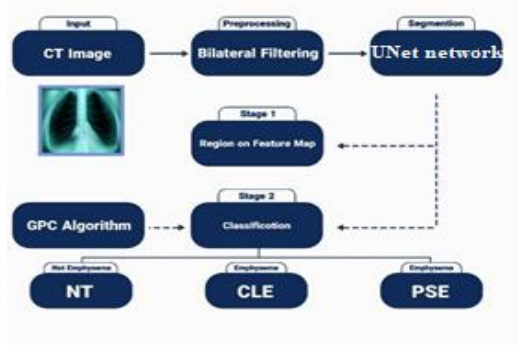 Input
Preprocessing
Segmention
CT Image
Bilateral Filtering
UNet network
Stage 1
Region on Feature Map
Stage 2
GPC Algorithm
Classification
Not Emphysema
Emphysema
Emphysema
NT
CLE
PSE